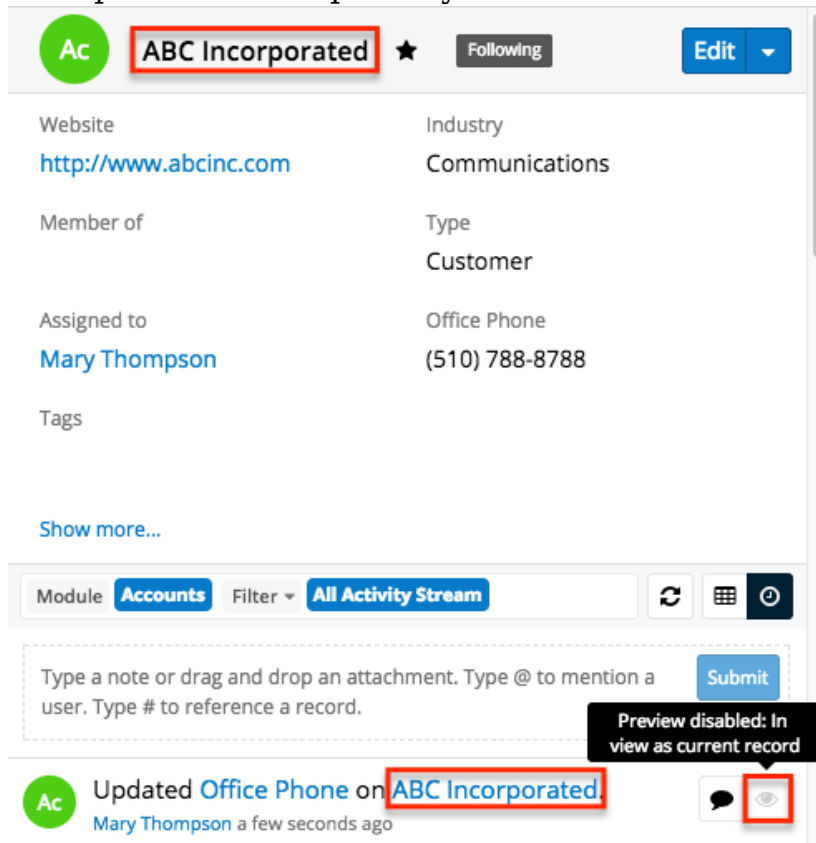 Ac ABC Incorporated Following Edit
Website Industry
http://www.abcinc.com Communications
Member of Type
Customer
Assigned to Office Phone
Mary Thompson (510) 788-8788
Tags
Show more...
Module Accounts Filter All Activity Stream
Type a note or drag and drop an attachment. Type @ to mention a
user. Type # to reference a record.
Submit
Preview disabled: In
view as current record
Ac Updated Office Phone on ABC Incorporated.
Mary Thompson a few seconds ago